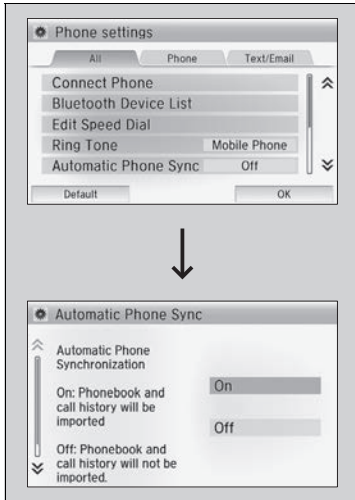 Phone settings
All Phone Text/Email
Connect Phone
Bluetooth Device List
Edit Speed Dial
Ring Tone Mobile Phone
Automatic Phone Sync Off
Default OK
Automatic Phone Sync
Automatic Phone
Synchronization
On: Phonebook and
call history will be
imported
Off: Phonebook and
call history will not be
imported.
On
Off